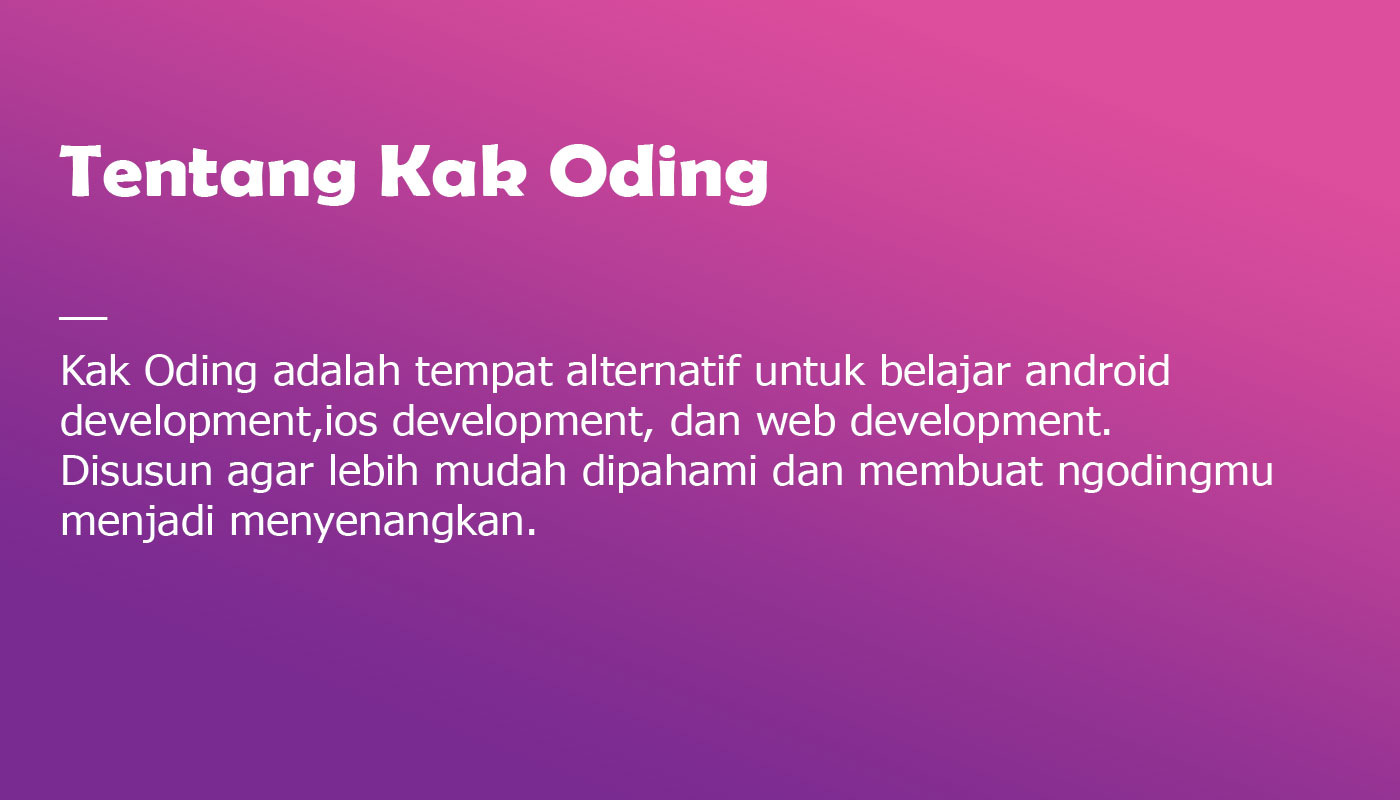 Tentang Kak Oding
Kak Oding adalah tempat alternatif untuk belajar android
development,ios development, dan web development.
Disusun agar lebih mudah dipahami dan membuat ngodingmu
menjadi menyenangkan.